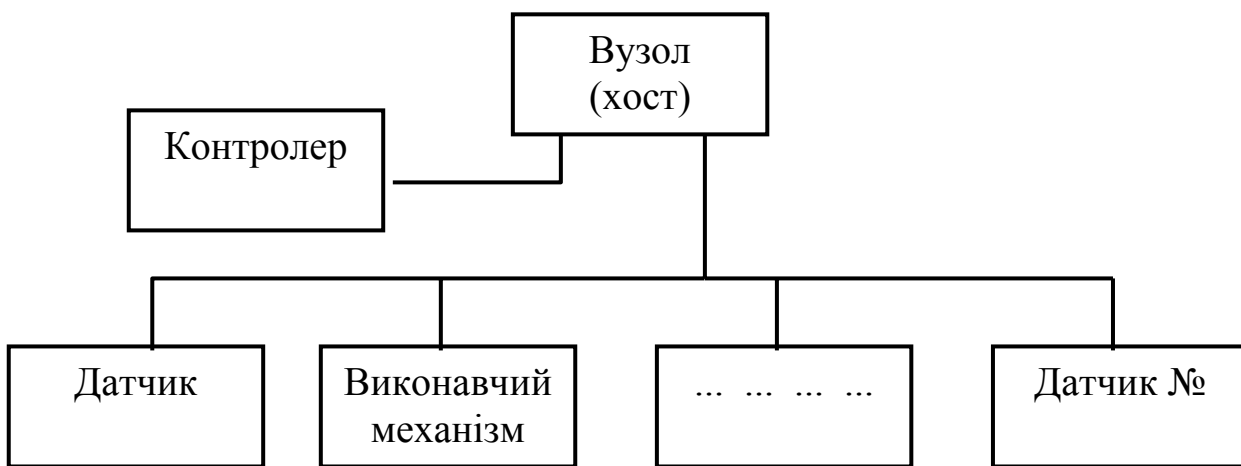 Вузол
(хост)
Контролер
Датчик
Виконавчий
механізм
... ... ... ...
Датчик №